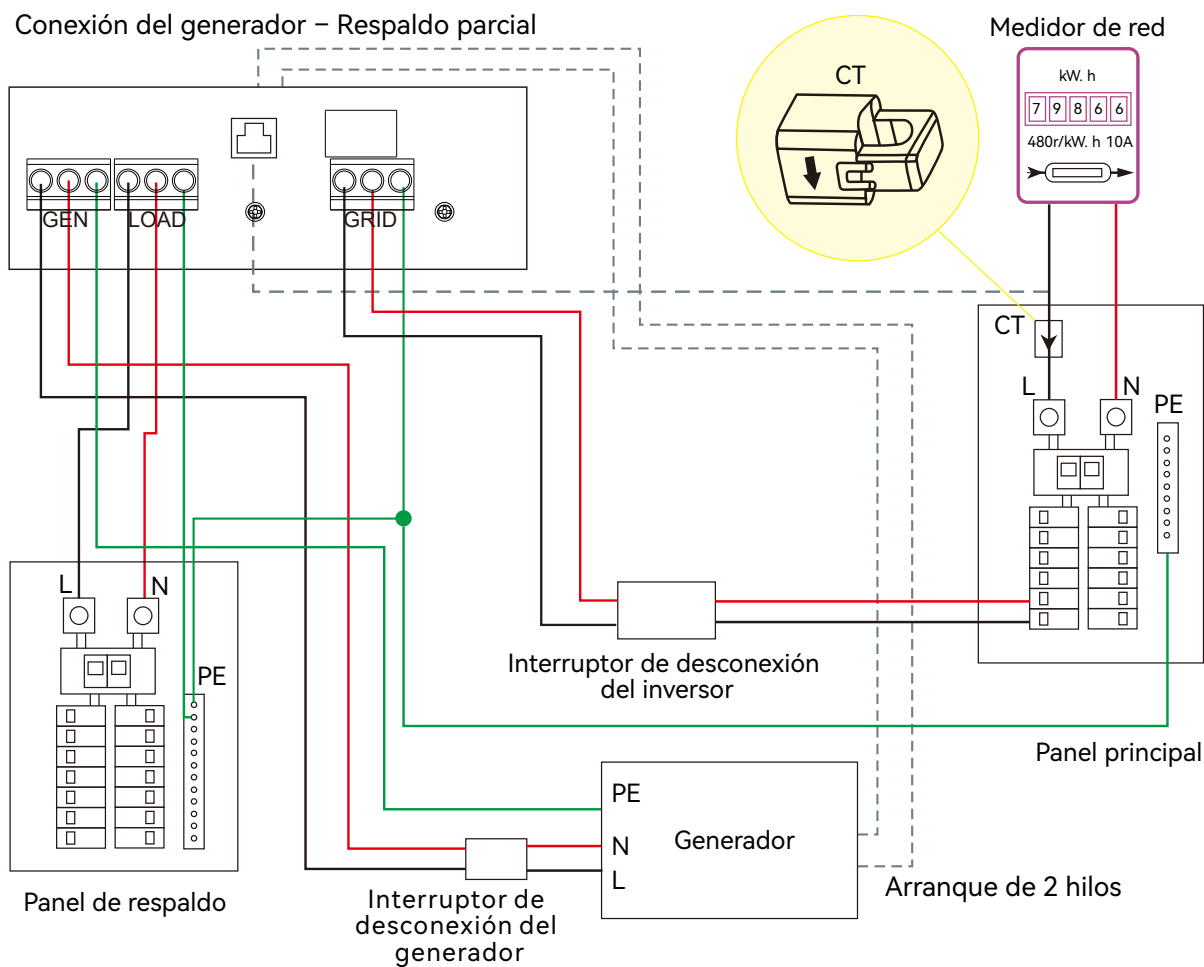 Conexión del generador – Respaldo parcial
Medidor de red
CT
kW. h
7 9 8 6 6
480r/kW. h 10A
GEN LOAD GRID
CT
L N
PE
L N
PE
Interruptor de desconexión
del inversor
Panel principal
PE
Generador
N
L
Arranque de 2 hilos
Panel de respaldo
Interruptor de
desconexión del
generador